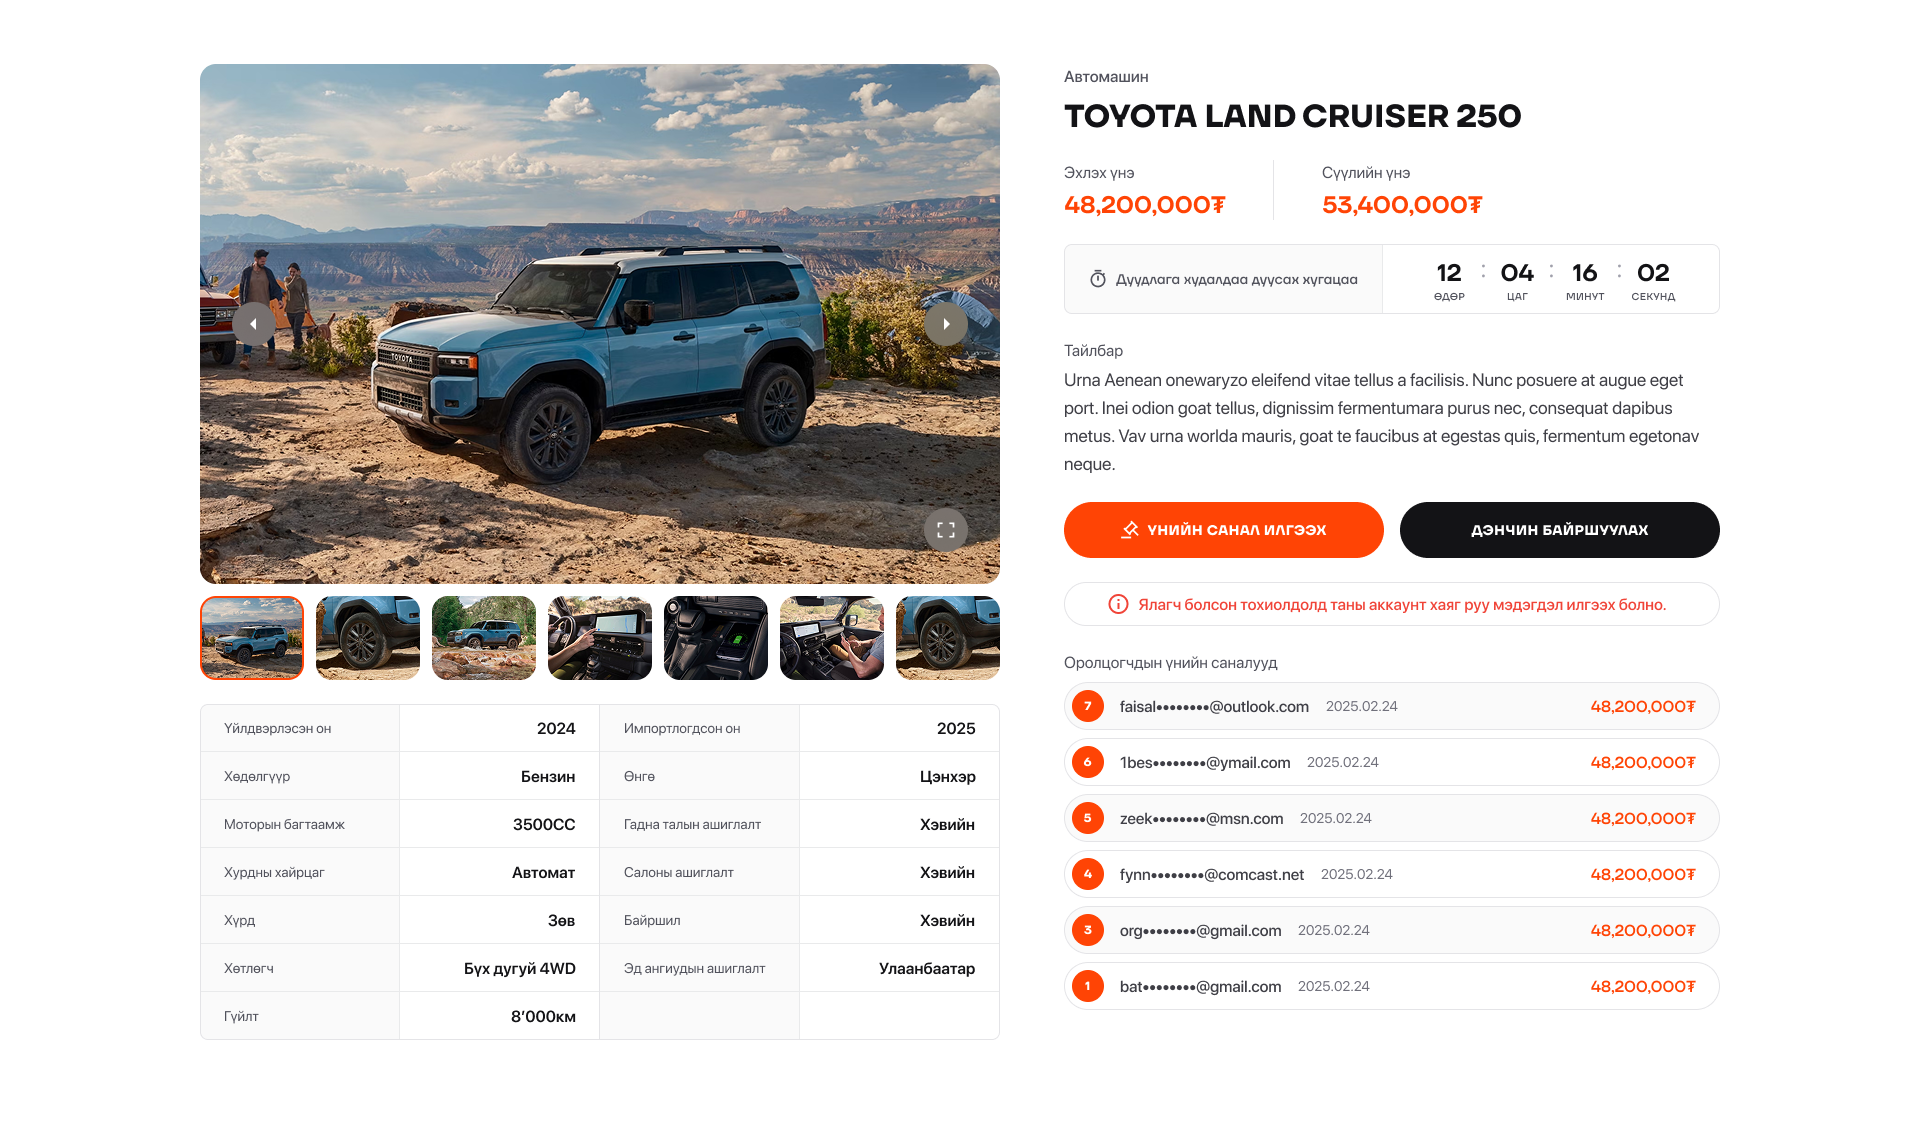 TOYOTA
Үйлдвэрлэсэн он 2024 Импортлогдсон он 2025
Хөдөлгүүр Бензин Өнгө Цэнхэр
Моторын багтаамж 3500CC Гадна талын ашиглалт Хэвийн
Хурдны хайрцаг Автомат Салоны ашиглалт Хэвийн
Хүрд Зөв Байршил Хэвийн
Хөтлөгч Бүх дугуй 4WD Эд ангиудын ашиглалт Улаанбаатар
Гүйлт 8’000км
Автомашин
TOYOTA LAND CRUISER 250
Эхлэх үнэ
48,200,000₮
Сүүлийн үнэ
53,400,000₮
Дуудлага худалдаа дуусах хугацаа
12 : 04 : 16 : 02
ӨДӨР ЦАГ МИНУТ СЕКУНД
Тайлбар
Urna Aenean onewaryzo eleifend vitae tellus a facilisis. Nunc posuere at augue eget
port. Inei odion goat tellus, dignissim fermentumara purus nec, consequat dapibus
metus. Vav urna worlda mauris, goat te faucibus at egestas quis, fermentum egetonav
neque.
ҮНИЙН САНАЛ ИЛГЭЭХ
ДЭНЧИН БАЙРШУУЛАХ
Ялагч болсон тохиолдолд таны аккаунт хаяг руу мэдэгдэл илгээх болно.
Оролцогчдын үнийн саналууд
7 faisal••••••••@outlook.com 2025.02.24 48,200,000₮
6 1bes••••••••@ymail.com 2025.02.24 48,200,000₮
5 zeek••••••••@msn.com 2025.02.24 48,200,000₮
4 fynn••••••••@comcast.net 2025.02.24 48,200,000₮
3 org••••••••@gmail.com 2025.02.24 48,200,000₮
1 bat••••••••@gmail.com 2025.02.24 48,200,000₮